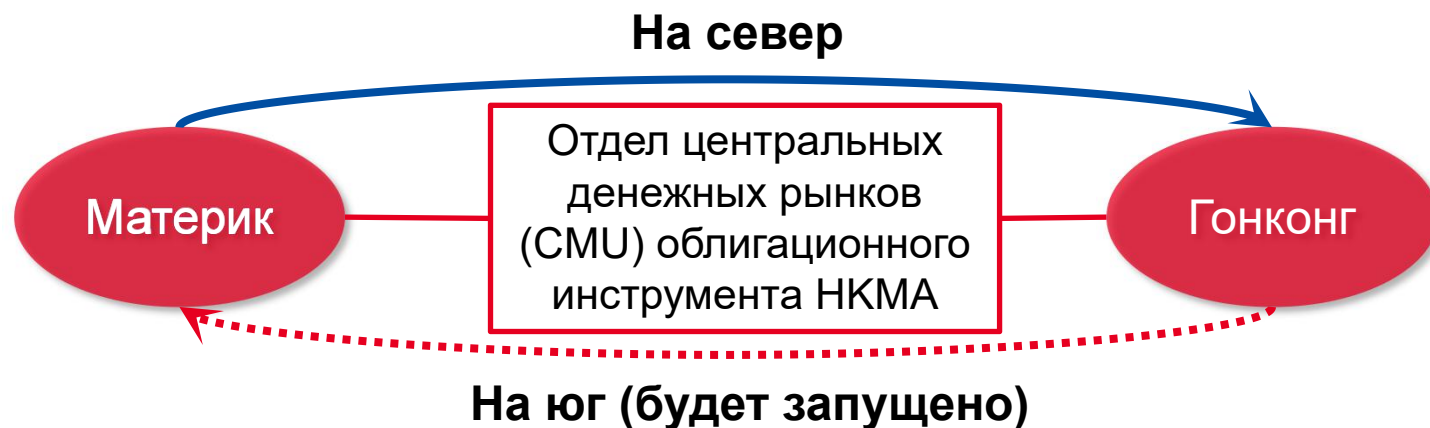 На север
Материк
Отдел центральных
денежных рынков
(CMU) облигационного
инструмента HKMA
Гонконг
На юг (будет запущено)